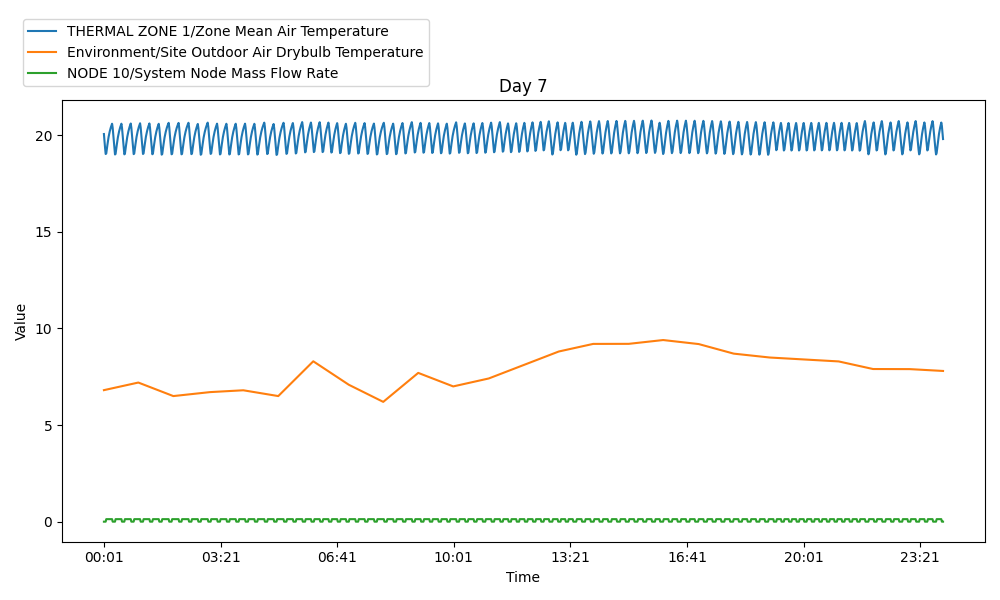 THERMAL ZONE 1/Zone Mean Air Temperature
Environment/Site Outdoor Air Drybulb Temperature
NODE 10/System Node Mass Flow Rate
Day 7
20
15
10
5
0
Value
00:01 03:21 06:41 10:01 13:21 16:41 20:01 23:21
Time